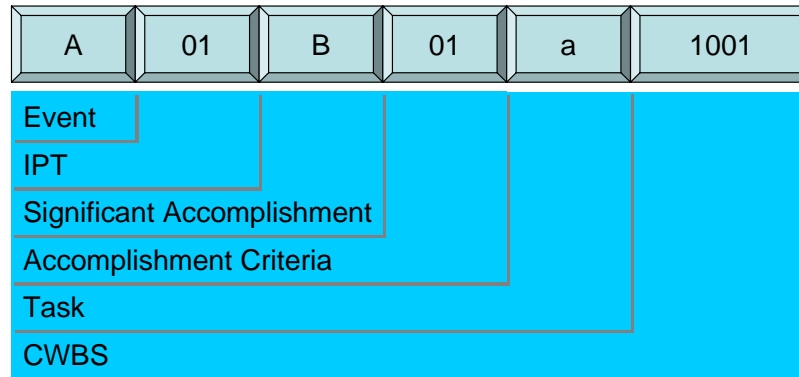 A 01 B 01 a 1001
Event
IPT
Significant Accomplishment
Accomplishment Criteria
Task
CWBS